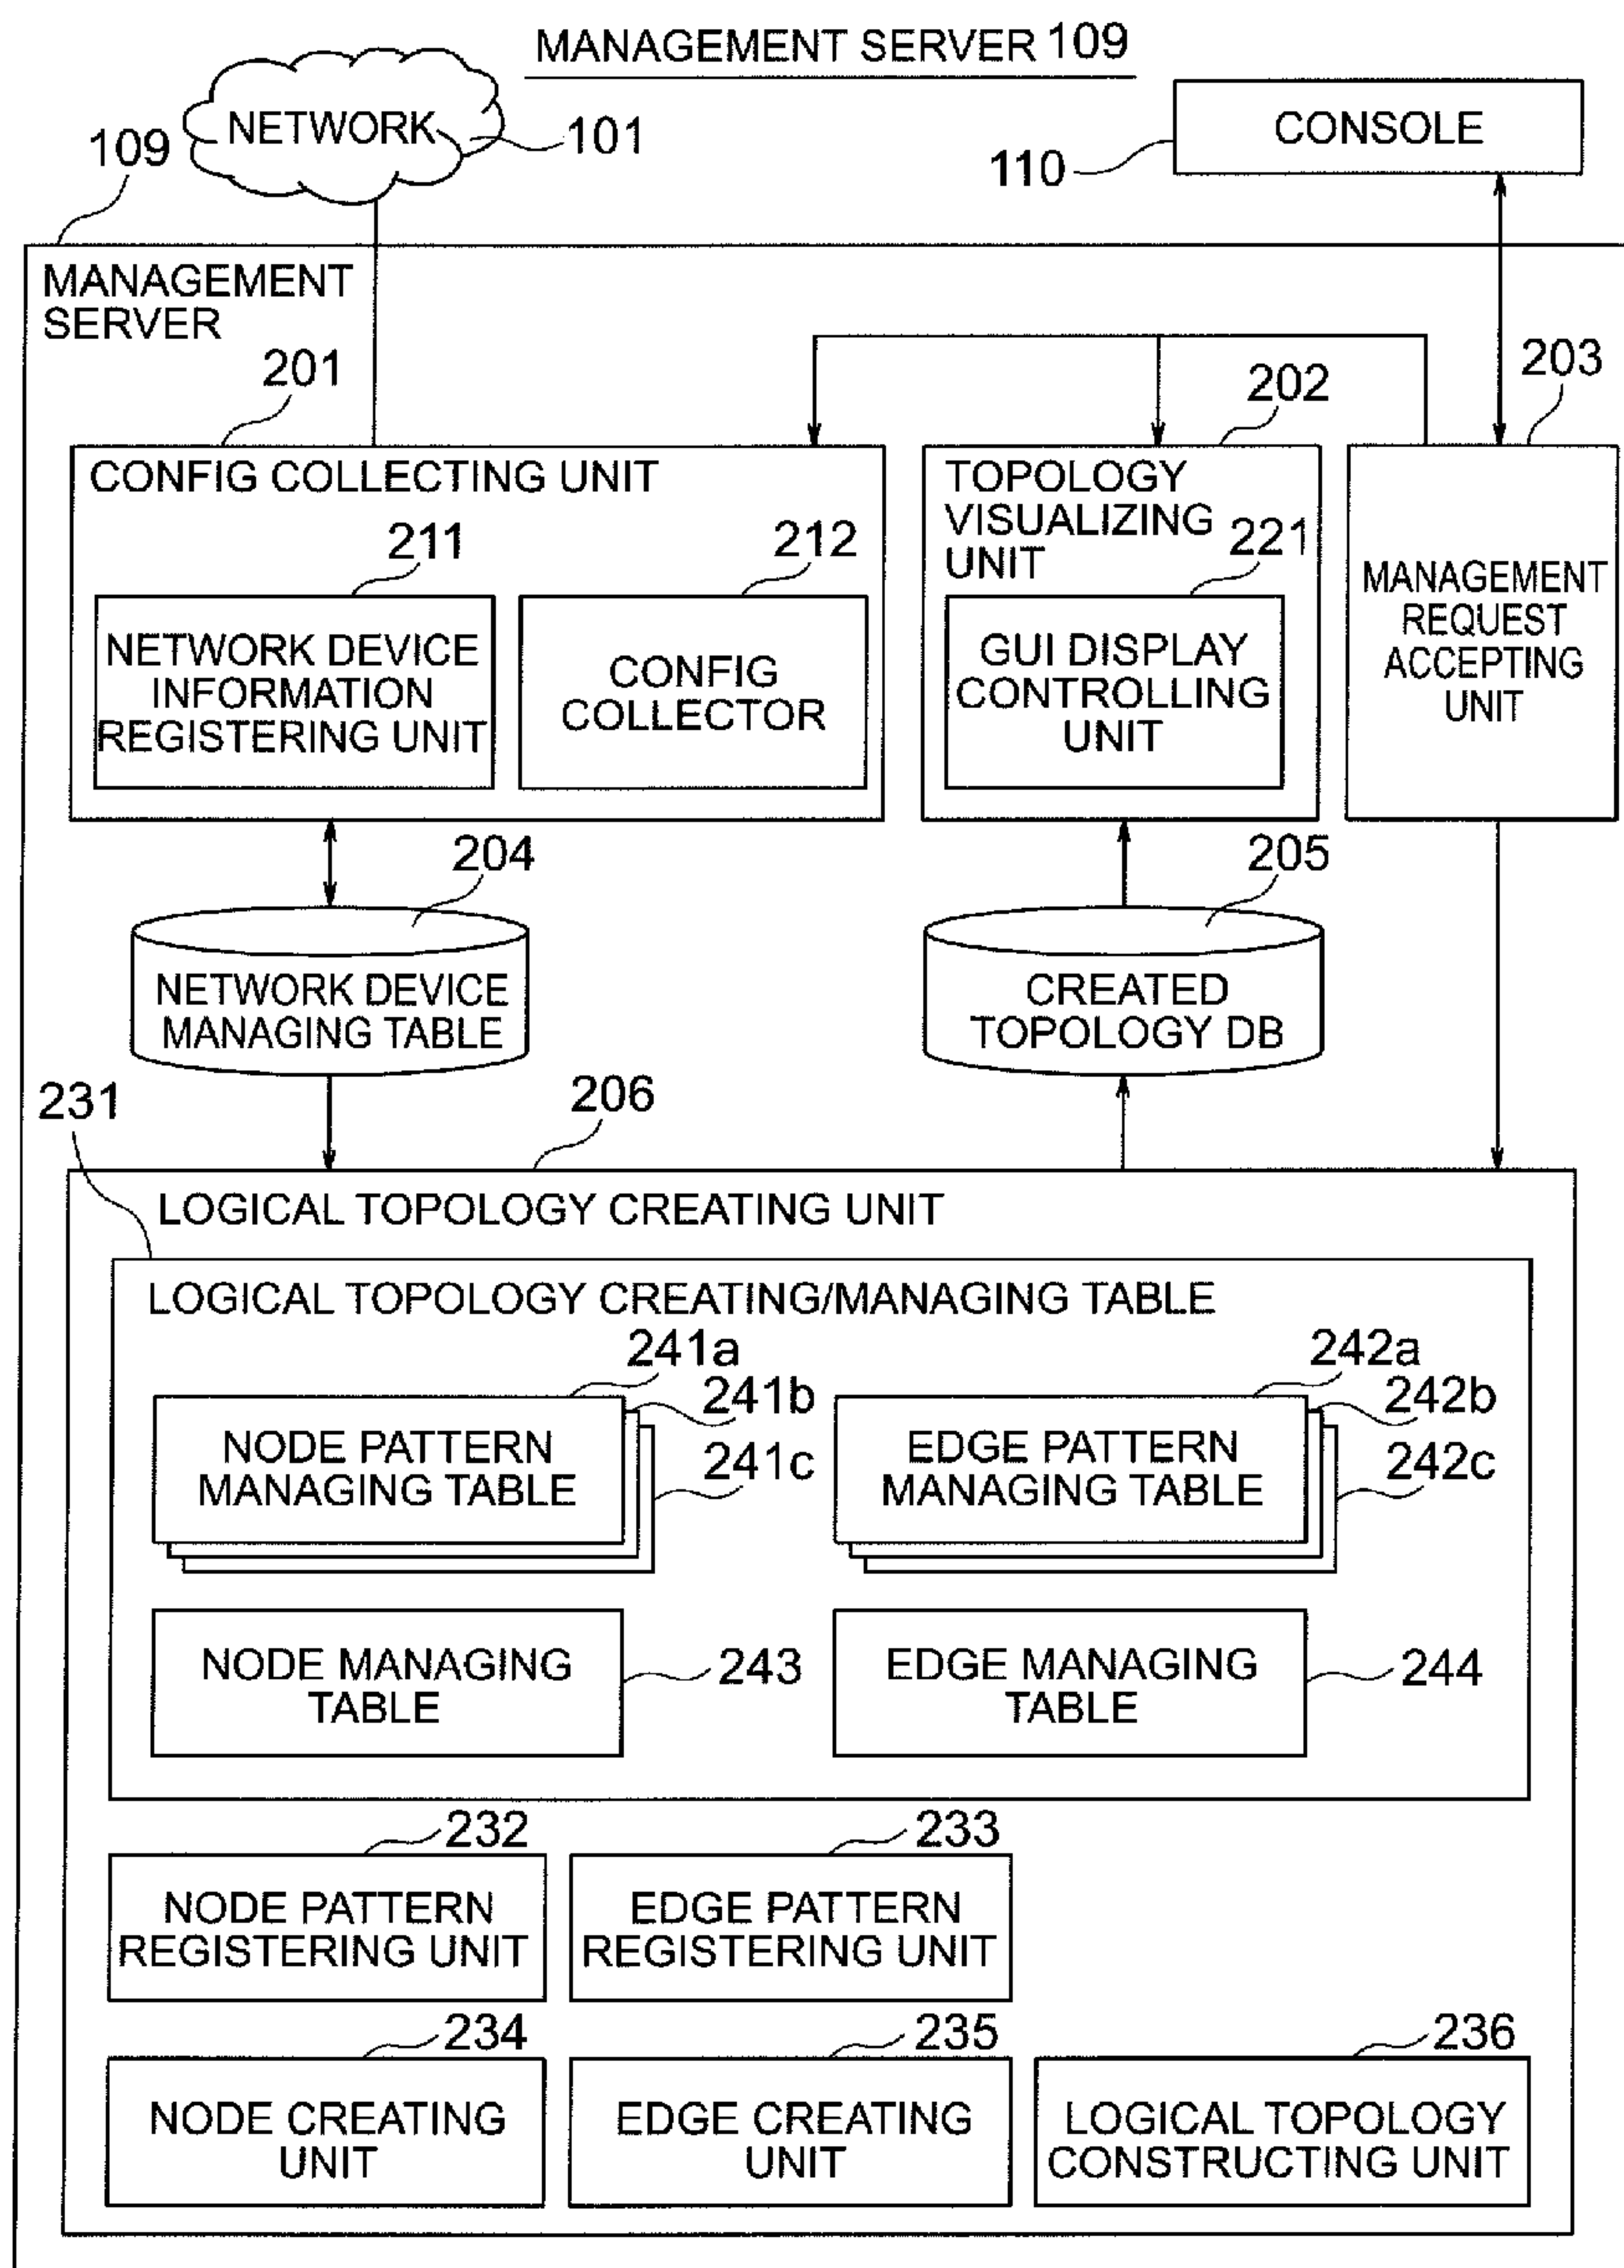 MANAGEMENT SERVER 109
NETWORK
101
CONSOLE
110
109
MANAGEMENT
SERVER
201
202
203
CONFIG COLLECTING UNIT
211
212
NETWORK DEVICE
INFORMATION
REGISTERING UNIT
CONFIG
COLLECTOR
TOPOLOGY
VISUALIZING
UNIT
221
GUI DISPLAY
CONTROLLING
UNIT
MANAGEMENT
REQUEST
ACCEPTING
UNIT
204
205
NETWORK DEVICE
MANAGING TABLE
CREATED
TOPOLOGY DB
231
206
LOGICAL TOPOLOGY CREATING UNIT
LOGICAL TOPOLOGY CREATING/MANAGING TABLE
241a
241b
241c
NODE PATTERN
MANAGING TABLE
242a
242b
242c
EDGE PATTERN
MANAGING TABLE
NODE MANAGING
TABLE
243
EDGE MANAGING
TABLE
244
232
233
NODE PATTERN
REGISTERING UNIT
EDGE PATTERN
REGISTERING UNIT
234
235
236
NODE CREATING
UNIT
EDGE CREATING
UNIT
LOGICAL TOPOLOGY
CONSTRUCTING UNIT